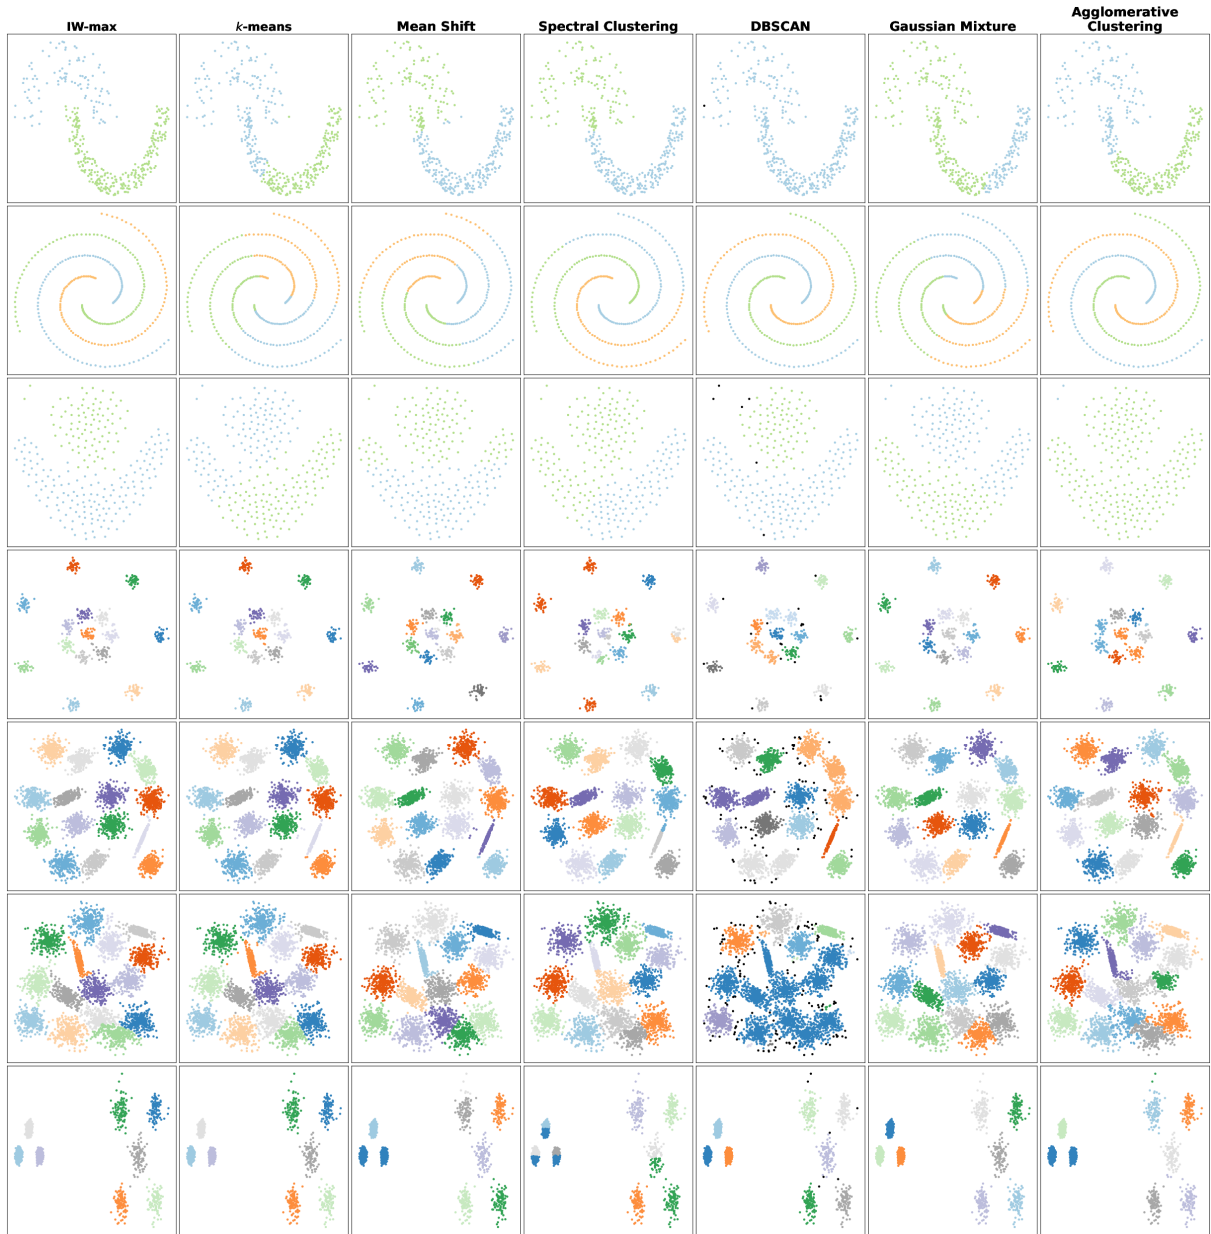 IW-max
k-means
Mean Shift
Spectral Clustering
DBSCAN
Gaussian Mixture
Agglomerative
Clustering